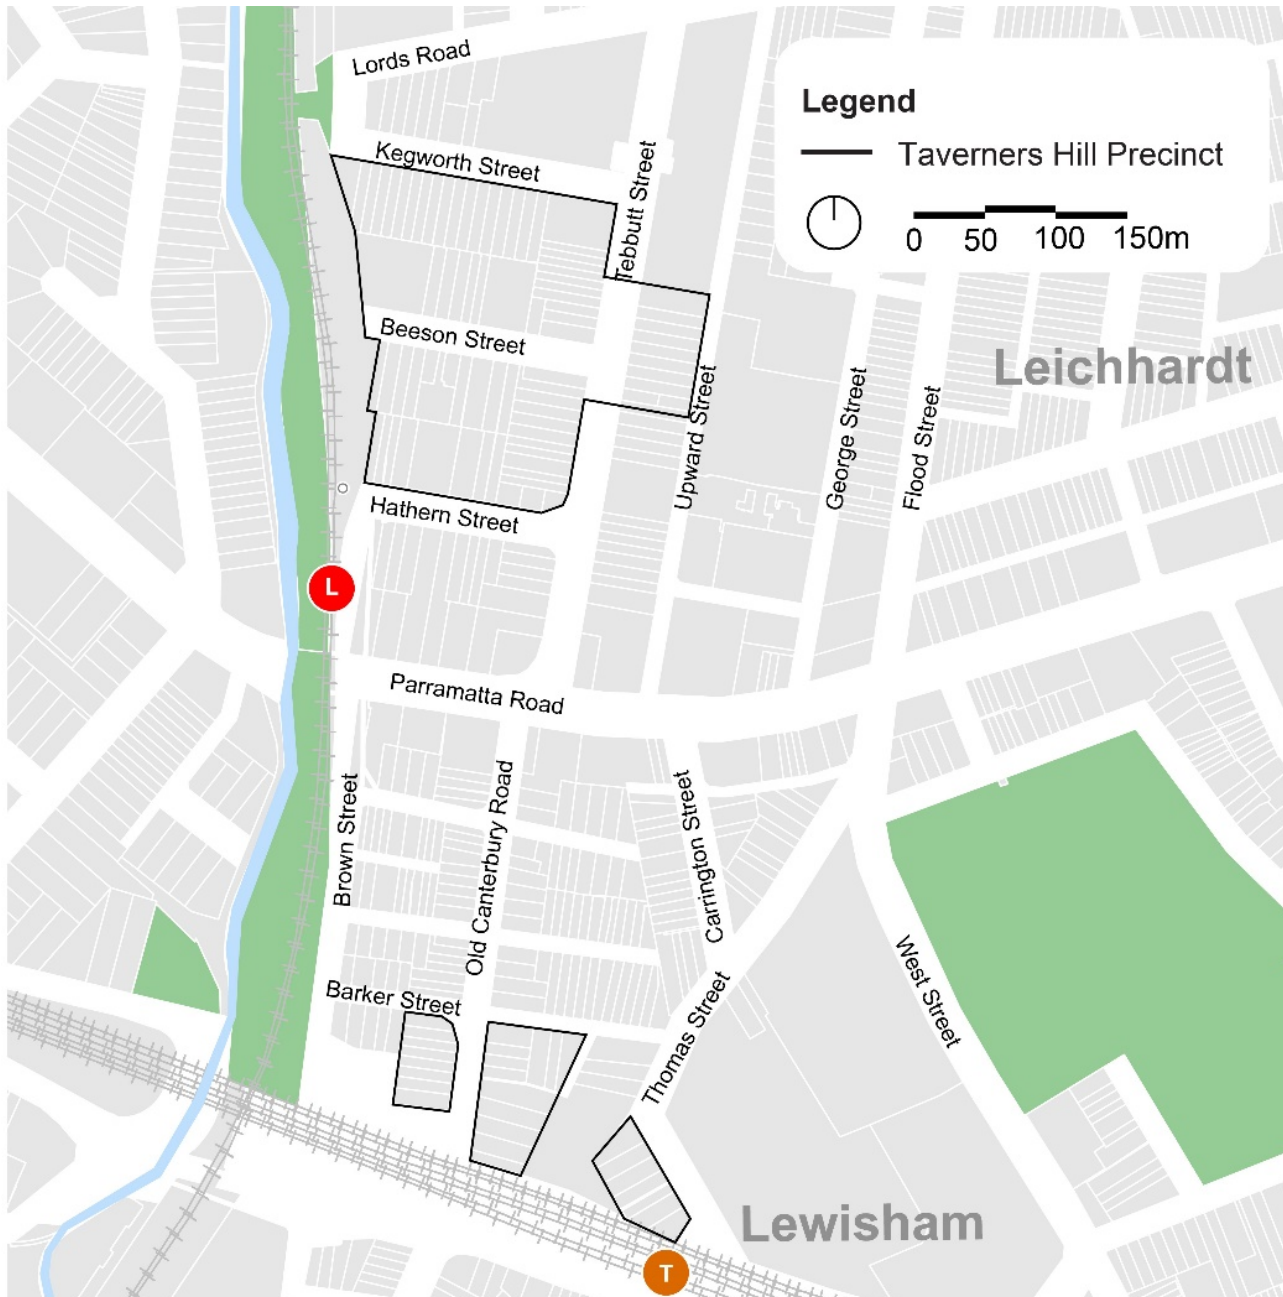 Lords Road
Legend
Taverners Hill Precinct
0 50 100 150m
Kegworth Street
Tebbutt Street
Beeson Street
Leichhardt
Upward Street
George Street
Flood Street
Hathern Street
L
Parramatta Road
Brown Street
Old Canterbury Road
Carrington Street
West Street
Barker Street
Thomas Street
Lewisham
T